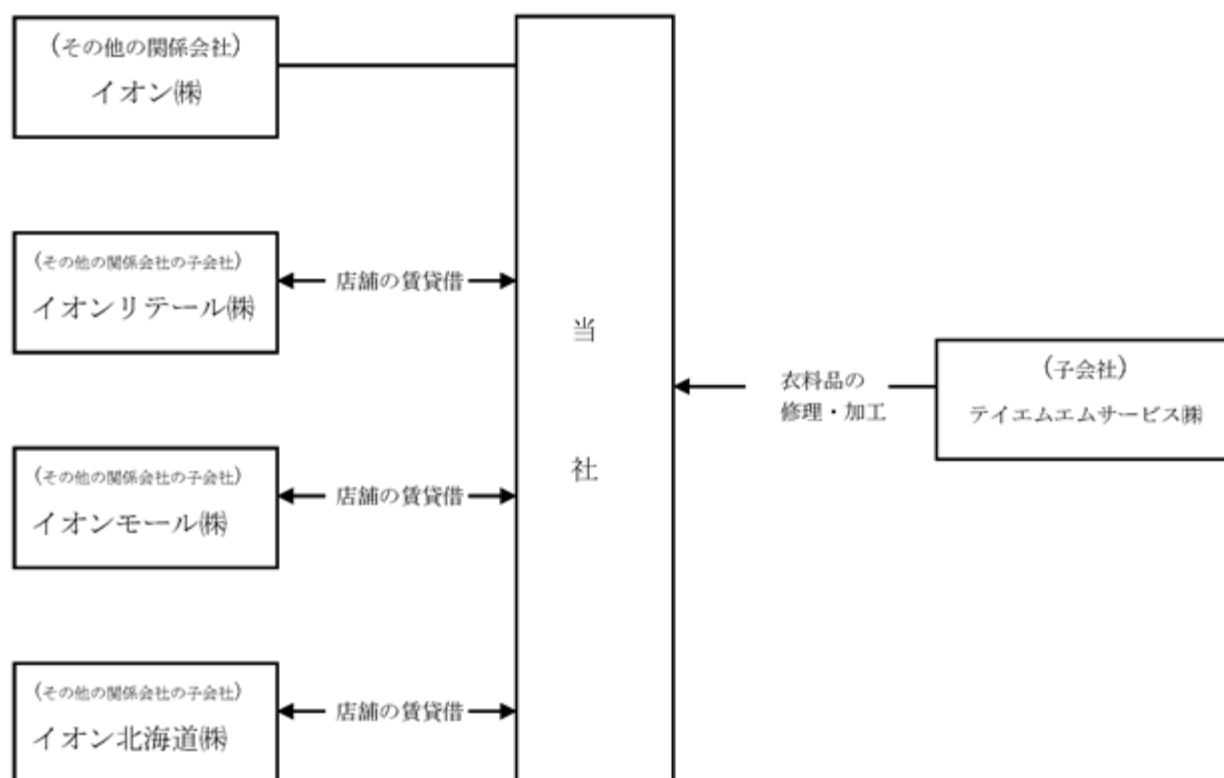 (その他の関係会社)
イオン㈱
(その他の関係会社の子会社)
イオンリテール㈱
店舗の賃貸借
(その他の関係会社の子会社)
イオンモール㈱
店舗の賃貸借
(その他の関係会社の子会社)
イオン北海道㈱
店舗の賃貸借
当
社
衣料品の
修理・加工
(子会社)
テイエムエムサービス㈱